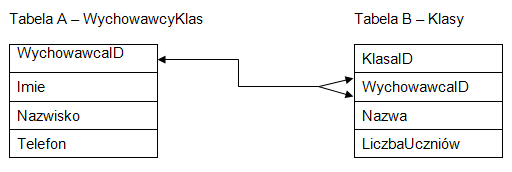 Tabela A – WychowawcyKlas
WychowawcaID
Imie
Nazwisko
Telefon
Tabela B – Klasy
KlasaID
WychowawcaID
Nazwa
LiczbaUczniów